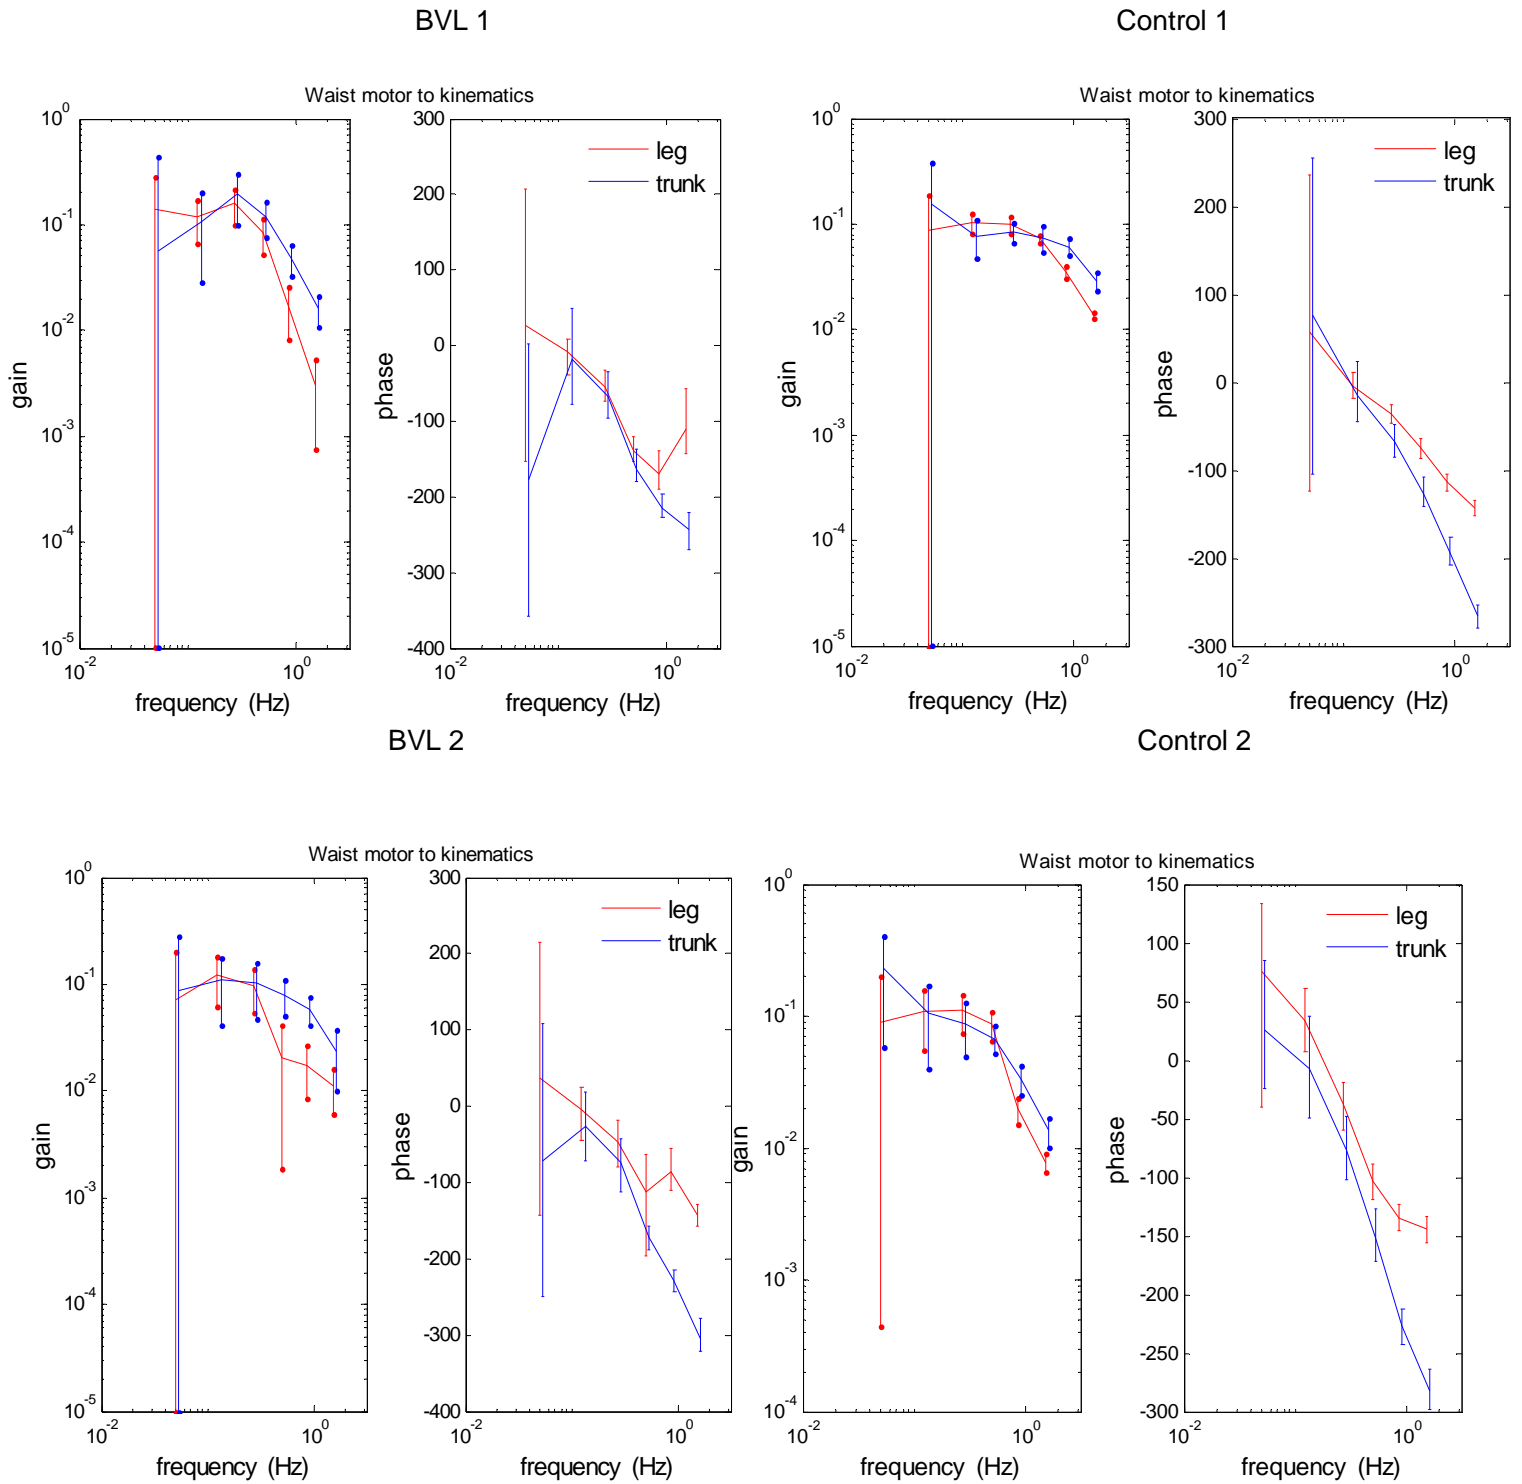 BVL 1
Control 1
Waist motor to kinematics
10^0
10^-1
10^-2
10^-3
10^-4
10^-5
gain
10^-2
10^0
frequency (Hz)
300
200
100
0
-100
-200
-300
-400
phase
leg
trunk
10^-2
10^0
frequency (Hz)
Waist motor to kinematics
10^0
10^-1
10^-2
10^-3
10^-4
10^-5
gain
10^-2
10^0
frequency (Hz)
300
200
100
0
-100
-200
-300
phase
leg
trunk
10^-2
10^0
frequency (Hz)
BVL 2
Control 2
Waist motor to kinematics
10^0
10^-1
10^-2
10^-3
10^-4
10^-5
gain
10^-2
10^0
frequency (Hz)
300
200
100
0
-100
-200
-300
-400
phase
leg
trunk
10^-2
10^0
frequency (Hz)
Waist motor to kinematics
10^0
10^-1
10^-2
10^-3
10^-4
gain
10^-2
10^0
frequency (Hz)
150
100
50
0
-50
-100
-150
-200
-250
-300
phase
leg
trunk
10^-2
10^0
frequency (Hz)